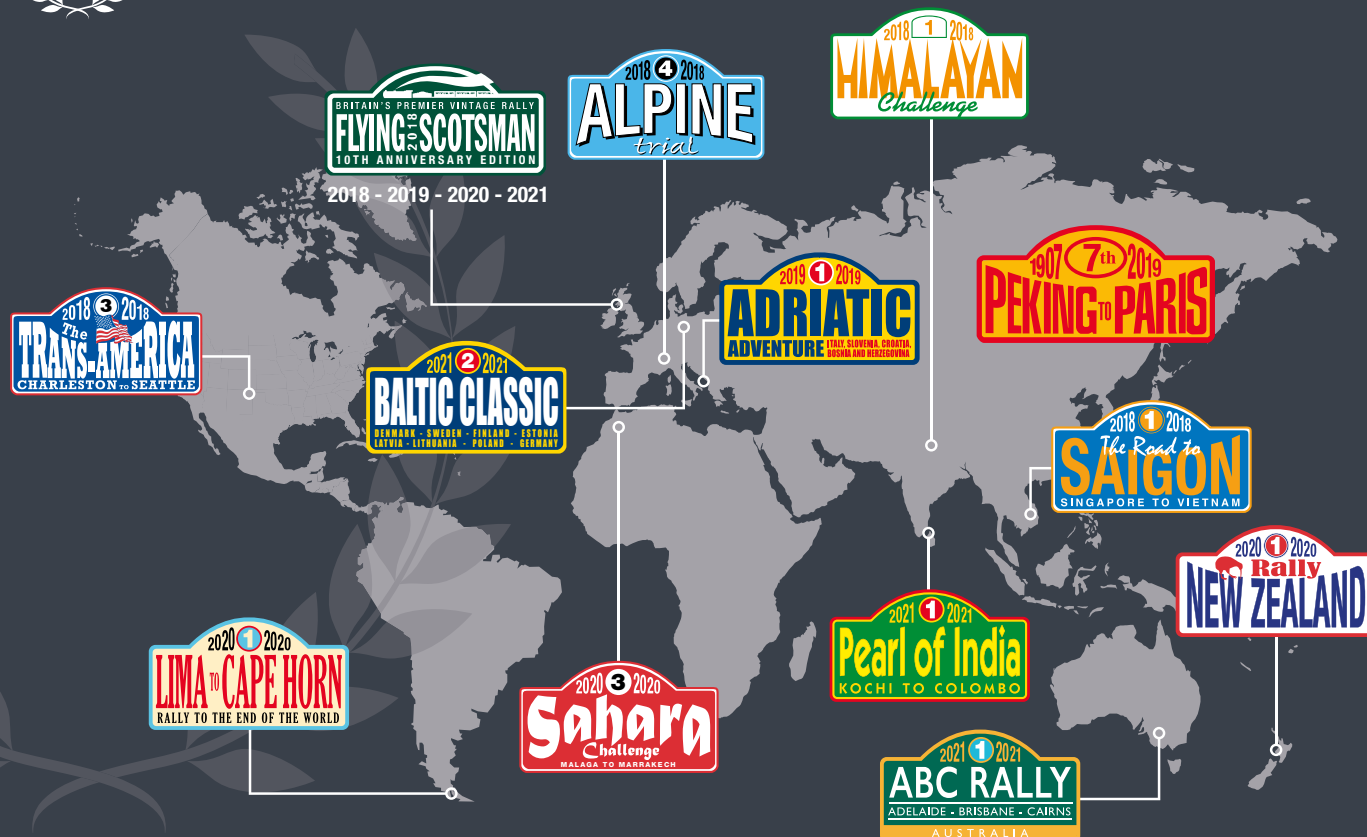 2018 1 2018
HIMALAYAN
Challenge
BRITAIN'S PREMIER VINTAGE RALLY
FLYING 2018 SCOTSMAN
10TH ANNIVERSARY EDITION
2018 - 2019 - 2020 - 2021
2018 4 2018
ALPINE
trial
1907 7th 2019
PEKING TO PARIS
2019 1 2019
ADRIATIC
ADVENTURE ITALY, SLOVENIA, CROATIA,
BOSNIA AND HERZEGOVINA
2018 3 2018
The
TRANS-AMERICA
CHARLESTON TO SEATTLE
2021 2 2021
BALTIC CLASSIC
DENMARK - SWEDEN - FINLAND - ESTONIA
LATVIA - LITHUANIA - POLAND - GERMANY
2018 1 2018
The Road to
SAIGON
SINGAPORE TO VIETNAM
2020 1 2020
Rally
NEW ZEALAND
2021 1 2021
Pearl of India
KOCHI TO COLOMBO
2020 1 2020
LIMA TO CAPE HORN
RALLY TO THE END OF THE WORLD
2020 3 2020
Sahara
Challenge
MALAGA TO MARRAKECH
2021 1 2021
ABC RALLY
ADELAIDE - BRISBANE - CAIRNS
AUSTRALIA